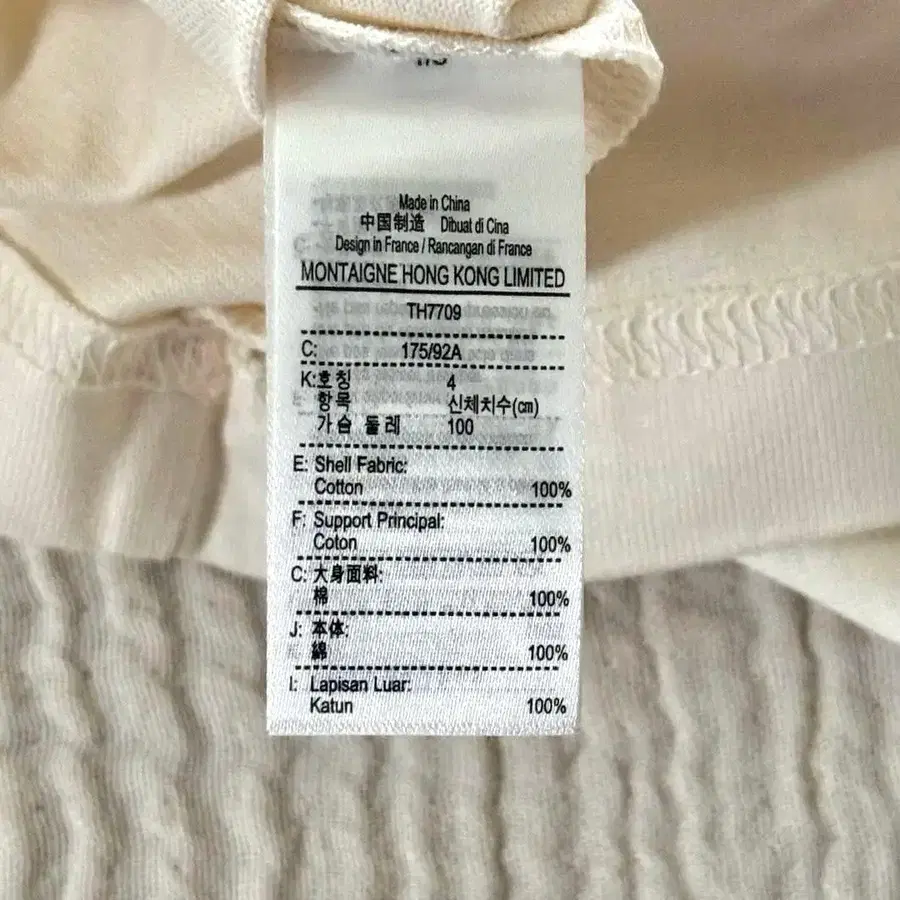 Made in China
中国制造 Dibuat di Cina
Design in France / Rancangan di France
MONTAIGNE HONG KONG LIMITED
TH7709
C: 175/92A
K:호칭 4
항목 신체치수(cm)
가슴 둘레 100
E: Shell Fabric:
Cotton 100%
F: Support Principal:
Coton 100%
C: 大身面料:
棉 100%
J: 本体:
K 綿 100%
I: Lapisan Luar:
Katun 100%